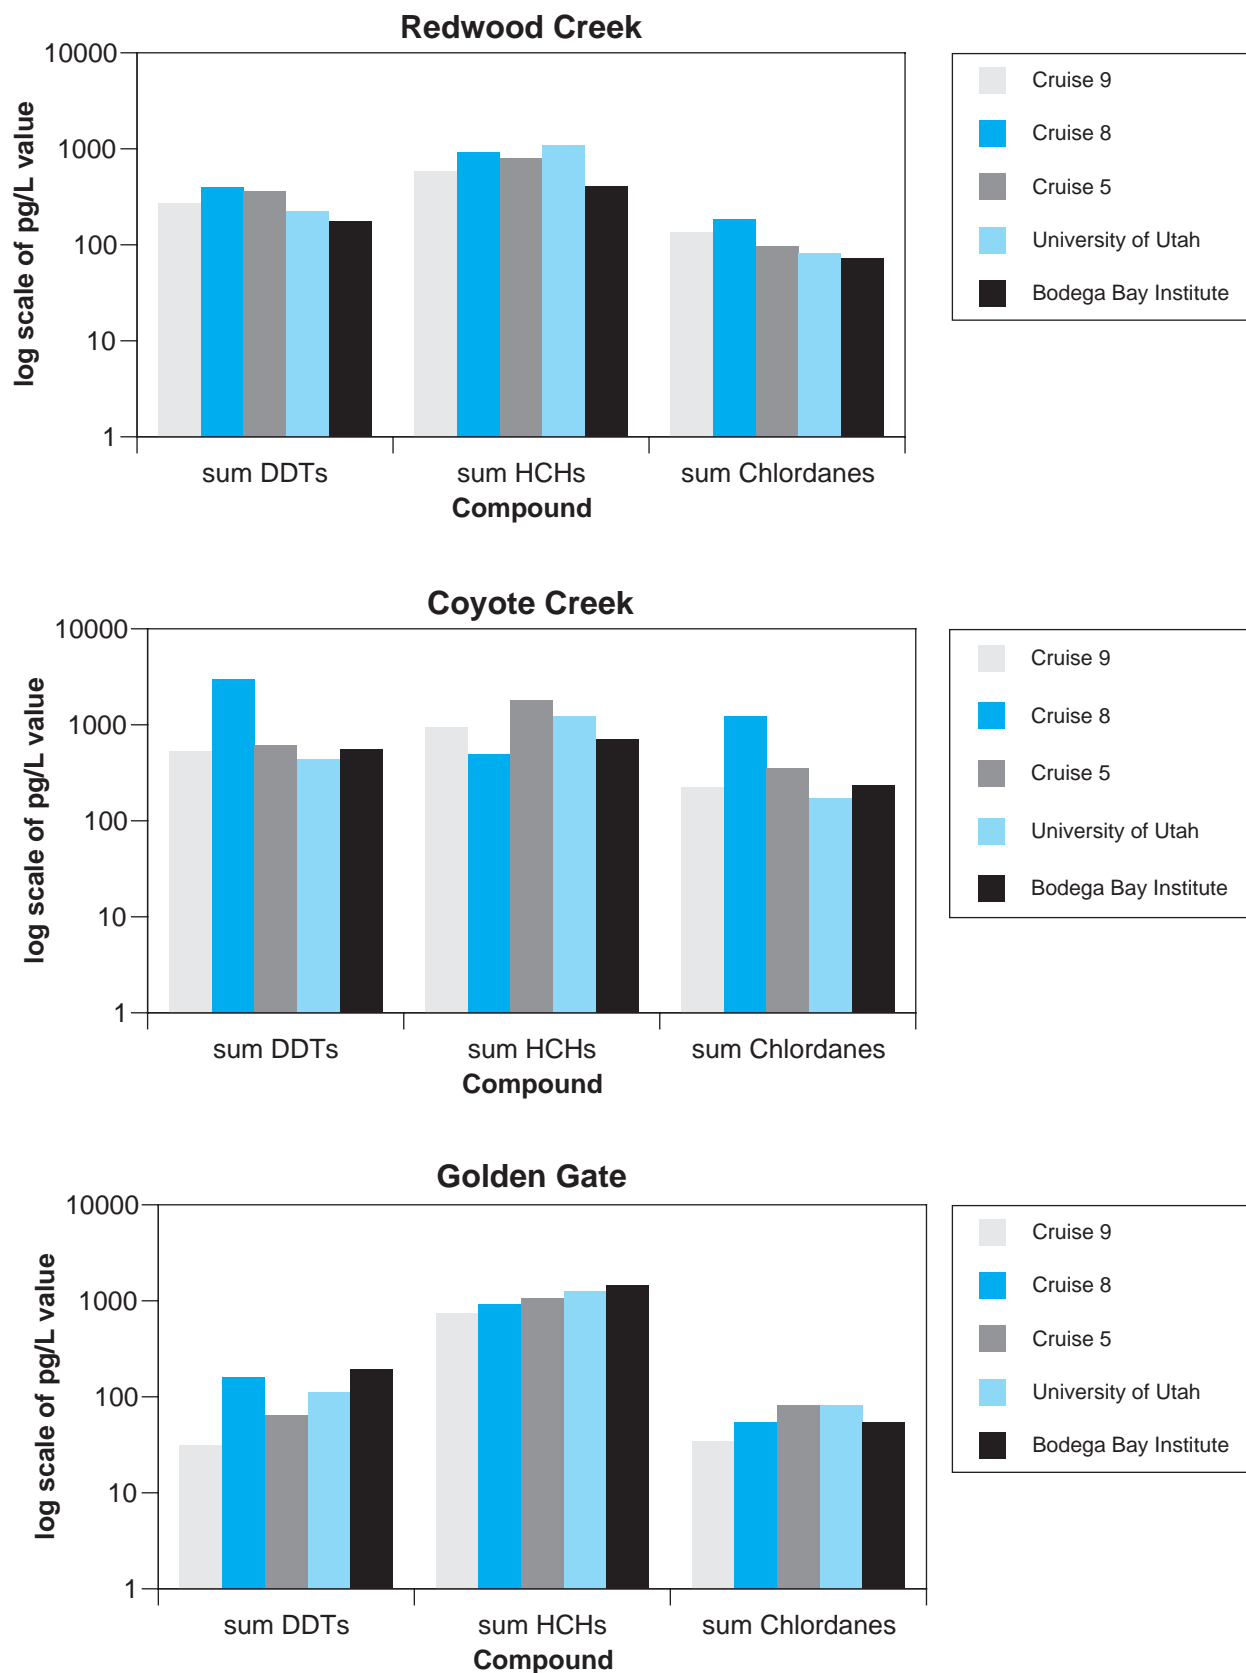 Redwood Creek
log scale of pg/L value
10000
1000
100
10
1
sum DDTs
sum HCHs
sum Chlordanes
Compound
Cruise 9
Cruise 8
Cruise 5
University of Utah
Bodega Bay Institute
Coyote Creek
log scale of pg/L value
10000
1000
100
10
1
sum DDTs
sum HCHs
sum Chlordanes
Compound
Cruise 9
Cruise 8
Cruise 5
University of Utah
Bodega Bay Institute
Golden Gate
log scale of pg/L value
10000
1000
100
10
1
sum DDTs
sum HCHs
sum Chlordanes
Compound
Cruise 9
Cruise 8
Cruise 5
University of Utah
Bodega Bay Institute